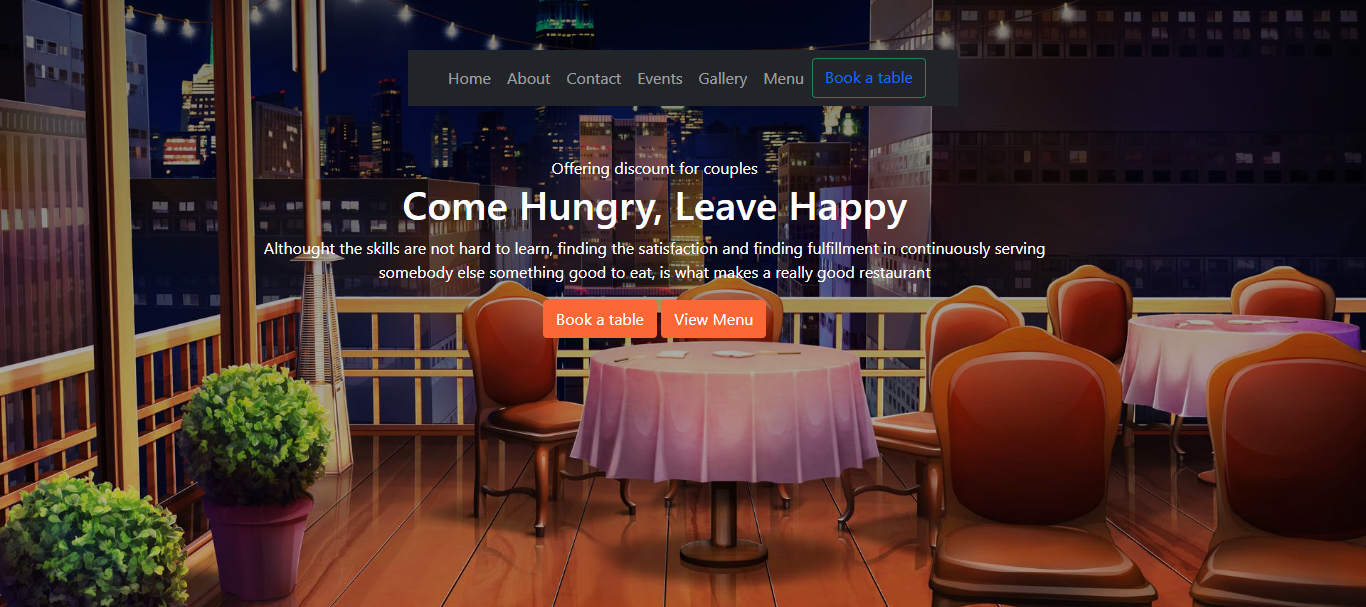 Home About Contact Events Gallery Menu Book a table
Offering discount for couples
Come Hungry, Leave Happy
Althought the skills are not hard to learn, finding the satisfaction and finding fulfillment in continuously serving
somebody else something good to eat, is what makes a really good restaurant
Book a table View Menu